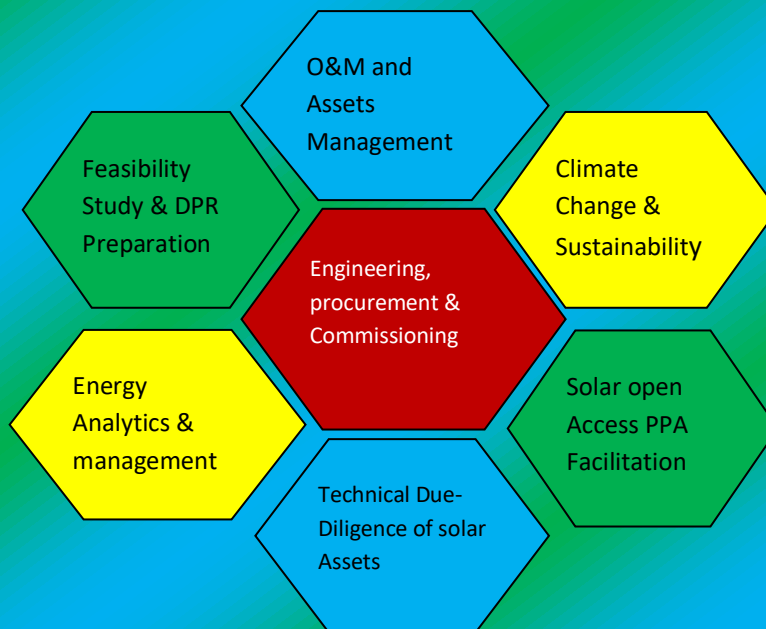 O&M and
Assets
Management
Feasibility
Study & DPR
Preparation
Climate
Change &
Sustainability
Engineering,
procurement &
Commissioning
Energy
Analytics &
management
Solar open
Access PPA
Facilitation
Technical Due-
Diligence of solar
Assets